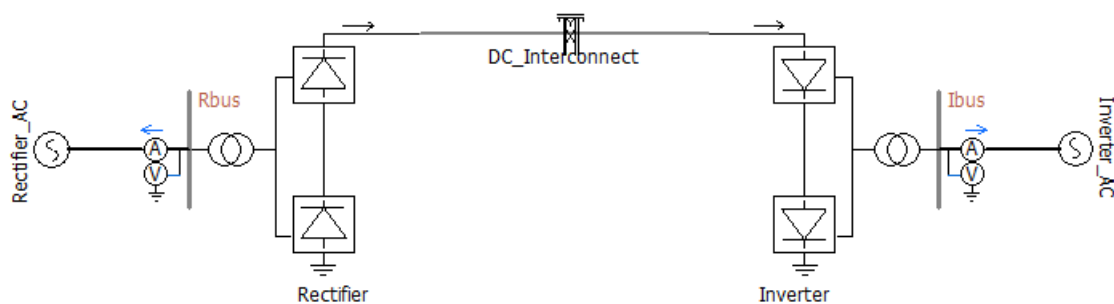 DC_Interconnect
Rbus
Ibus
Rectifier_AC
A
V
A
V
Inverter_AC
Rectifier
Inverter